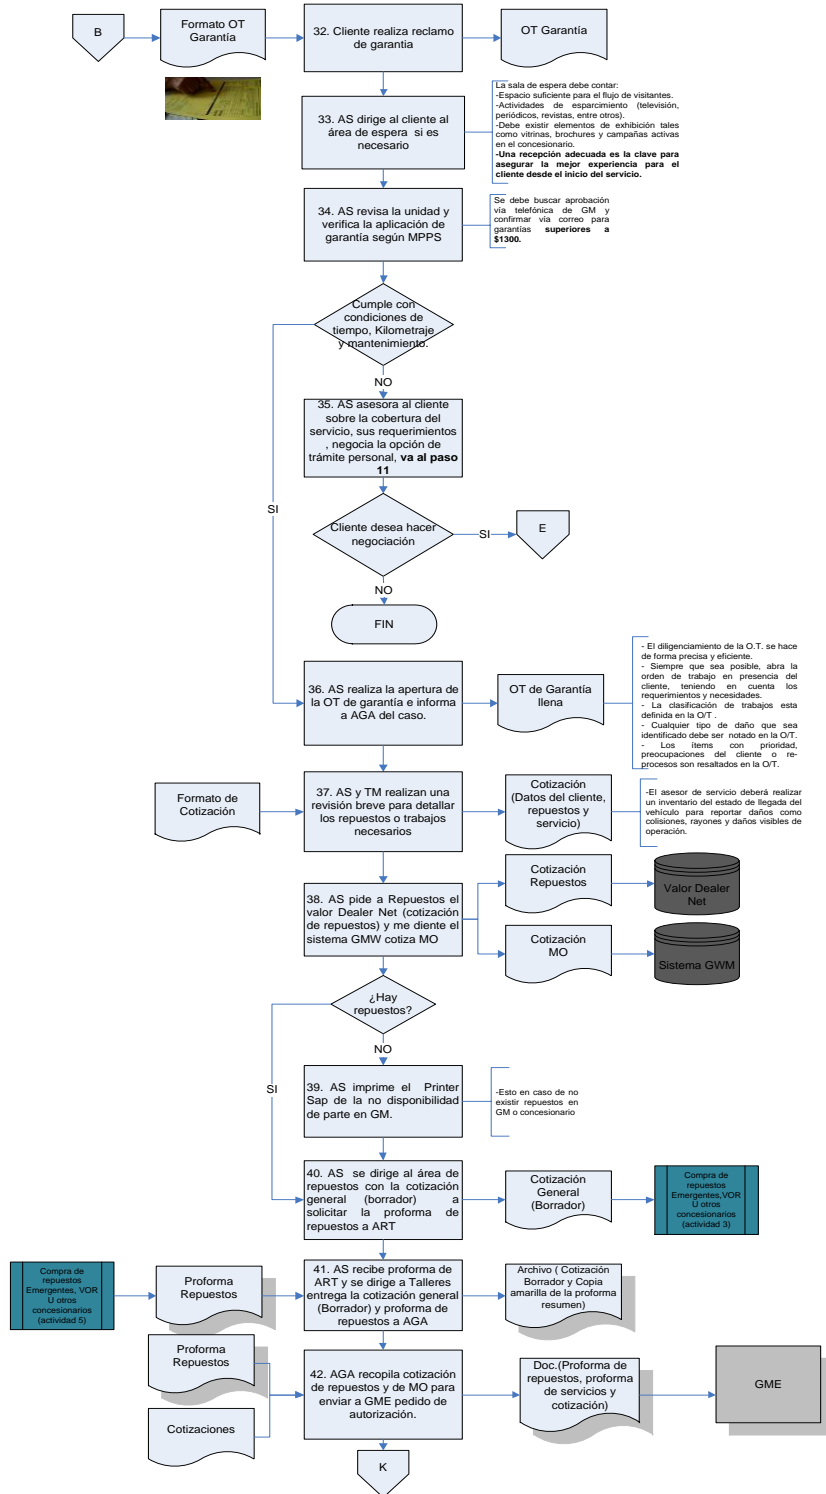 B
Formato OT
Garantía
32. Cliente realiza reclamo
de garantia
OT Garantía
33. AS dirige al cliente al
área de espera  si es
necesario
La sala de espera debe contar:
-Espacio suficiente para el flujo de visitantes.
-Actividades de esparcimiento (televisión,
periódicos, revistas, entre otros).
-Debe existir elementos de exhibición tales
como vitrinas, brochures y campañas activas
en el concesionario.
-Una recepción adecuada es la clave para
asegurar la mejor experiencia para el
cliente desde el inicio del servicio.
34. AS revisa la unidad y
verifica la aplicación de
garantía según MPPS
Se debe buscar aprobación
vía telefónica de GM y
confirmar vía correo para
garantías superiores a
$1300.
Cumple con
condiciones de
tiempo, Kilometraje
y mantenimiento.
NO
35. AS asesora al cliente
sobre la cobertura del
servicio, sus requerimientos
, negocia la opción de
trámite personal, va al paso
11
SI
Cliente desea hacer
negociación
SI
E
NO
FIN
36. AS realiza la apertura de
la OT de garantía e informa
a AGA del caso.
OT de Garantía
llena
- El diligenciamiento de la O.T. se hace
de forma precisa y eficiente.
- Siempre que sea posible, abra la
orden de trabajo en presencia del
cliente, teniendo en cuenta los
requerimientos y necesidades.
- La clasificación de trabajos esta
definida en la O/T .
- Cualquier tipo de daño que sea
identificado debe ser notado en la O/T.
- Los ítems con prioridad,
preocupaciones del cliente o re-
procesos son resaltados en la O/T.
Formato de
Cotización
37. AS y TM realizan una
revisión breve para detallar
los repuestos o trabajos
necesarios
Cotización
(Datos del cliente,
repuestos y
servicio)
-El asesor de servicio deberá realizar
un inventario del estado de llegada del
vehículo para reportar daños como
colisiones, rayones y daños visibles de
operación.
38. AS pide a Repuestos el
valor Dealer Net (cotización
de repuestos) y me diente el
sistema GMW cotiza MO
Cotización
Repuestos
Valor Dealer
Net
Cotización
MO
Sistema GWM
¿Hay
repuestos?
NO
SI
39. AS imprime el Printer
Sap de la no disponibilidad
de parte en GM.
-Esto en caso de no
existir repuestos en
GM o concesionario
40. AS se dirige al área de
repuestos con la cotización
general (borrador) a
solicitar la proforma de
repuestos a ART
Cotización
General
(Borrador)
Compra de
repuestos
Emergentes,VOR
U otros
concesionarios
(actividad 3)
Compra de
repuestos
Emergentes, VOR
U otros
concesionarios
(actividad 5)
Proforma
Repuestos
41. AS recibe proforma de
ART y se dirige a Talleres
entrega la cotización general
(Borrador) y proforma de
repuestos a AGA
Archivo ( Cotización
Borrador y Copia
amarilla de la proforma
resumen)
Proforma
Repuestos
Cotizaciones
42. AGA recopila cotización
de repuestos y de MO para
enviar a GME pedido de
autorización.
Doc.(Proforma de
repuestos, proforma
de servicios y
cotización)
GME
K